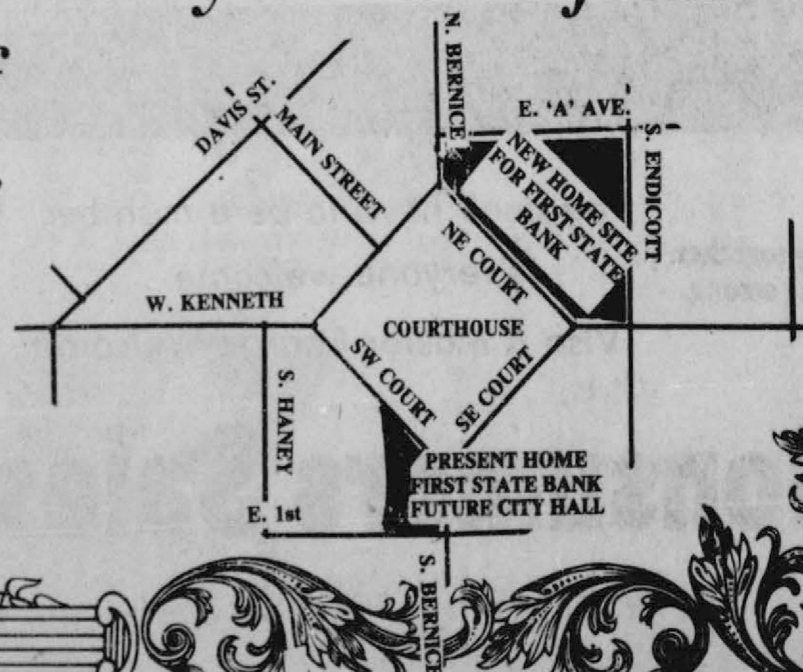 N. BERNICE
E. 'A' AVE.
DAVIS ST.
MAIN STREET
S. ENDICOTT
NEW HOME SITE
FOR FIRST STATE
BANK
NE COURT
W. KENNETH
COURTHOUSE
SW COURT
SE COURT
S. HANEY
PRESENT HOME
FIRST STATE BANK
FUTURE CITY HALL
E. 1st
S. BERNICE